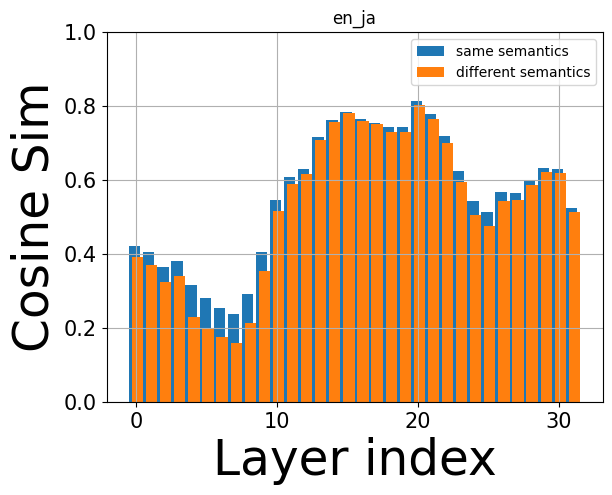 en_ja
same semantics
different semantics
Cosine Sim
1.0
0.8
0.6
0.4
0.2
0.0
0 10 20 30
Layer index